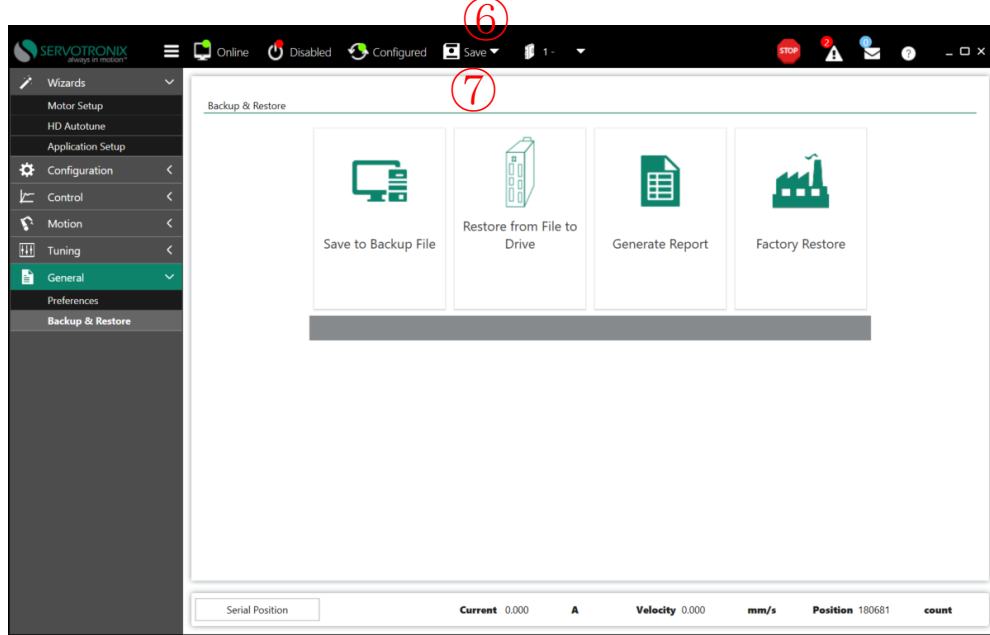 ⑥
SERVOTRONIX
always in motion™
Online
Disabled
Configured
Save
1 -
STOP
2
0
?
Wizards
Motor Setup
HD Autotune
Application Setup
Configuration
Control
Motion
Tuning
General
Preferences
Backup & Restore
⑦
Backup & Restore
Save to Backup File
Restore from File to
Drive
Generate Report
Factory Restore
Serial Position
Current 0.000 A
Velocity 0.000 mm/s
Position 180681 count